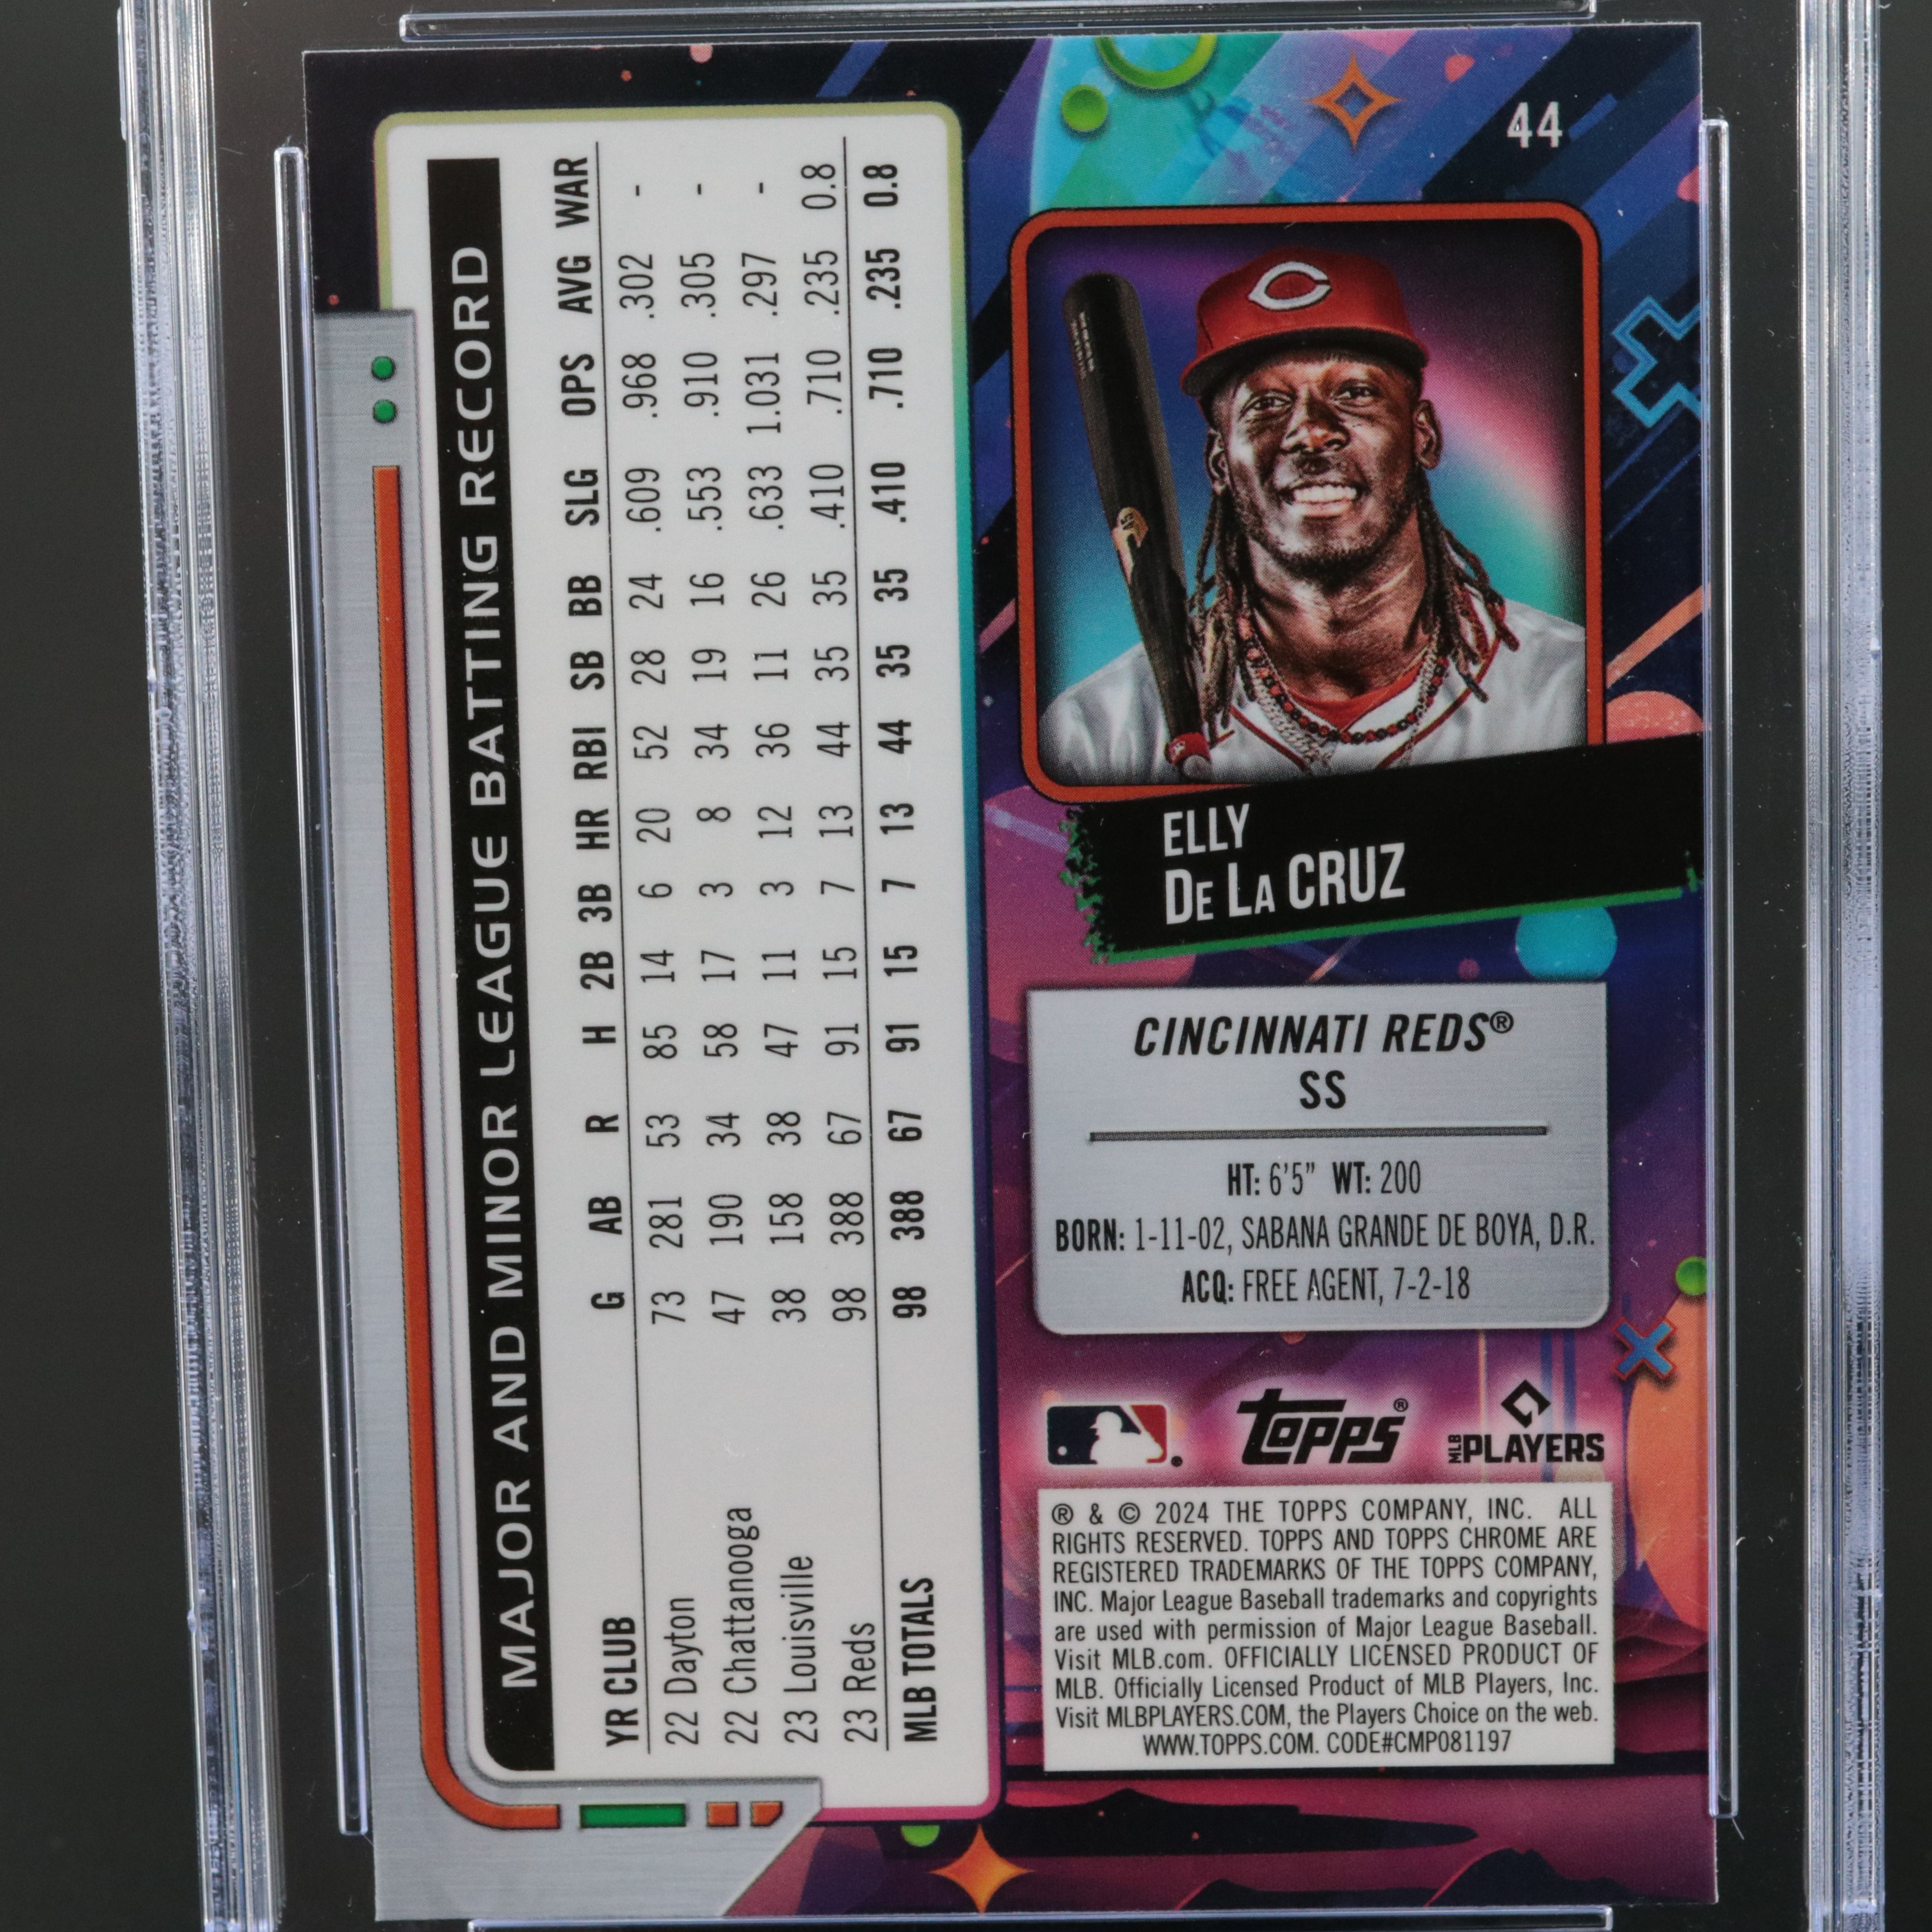 44
ELLY
DE LA CRUZ
CINCINNATI REDS®
SS
HT: 6'5" WT: 200
BORN: 1-11-02, SABANA GRANDE DE BOYA, D.R.
ACQ: FREE AGENT, 7-2-18
topps®
MLB PLAYERS
® & © 2024 THE TOPPS COMPANY, INC. ALL
RIGHTS RESERVED. TOPPS AND TOPPS CHROME ARE
REGISTERED TRADEMARKS OF THE TOPPS COMPANY,
INC. Major League Baseball trademarks and copyrights
are used with permission of Major League Baseball.
Visit MLB.com. OFFICIALLY LICENSED PRODUCT OF
MLB. Officially Licensed Product of MLB Players, Inc.
Visit MLBPLAYERS.COM, the Players Choice on the web.
WWW.TOPPS.COM. CODE#CMP081197
MAJOR AND MINOR LEAGUE BATTING RECORD
YR CLUB G AB R H 2B 3B HR RBI SB BB SLG OPS AVG WAR
22 Dayton 73 281 53 85 14 6 20 52 28 24 .609 .968 .302 -
22 Chattanooga 47 190 34 58 17 3 8 34 19 16 .553 .910 .305 -
23 Louisville 38 158 38 47 11 3 12 36 11 26 .633 1.031 .297 -
23 Reds 98 388 67 91 15 7 13 44 35 35 .410 .710 .235 0.8
MLB TOTALS 98 388 67 91 15 7 13 44 35 35 .410 .710 .235 0.8